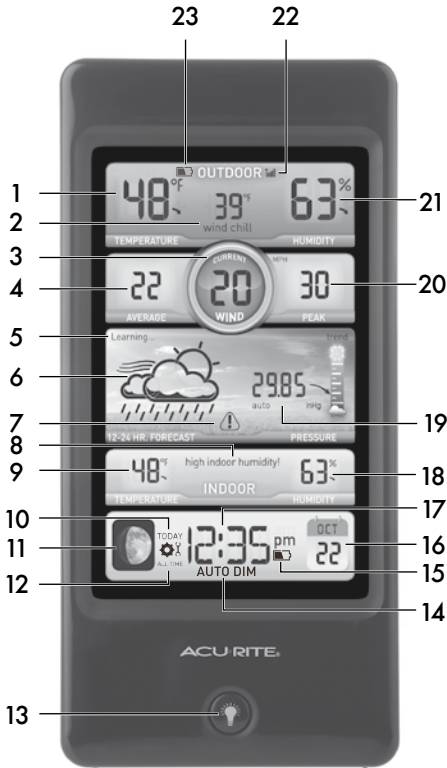 23
22
OUTDOOR
1
48 °F
39 °F
63 %
21
2
wind chill
TEMPERATURE
HUMIDITY
3
CURRENT
MPH
4
22
20
30
20
AVERAGE
WIND
PEAK
5
Learning...
trend
6
29.85
auto
inHg
19
7
12-24 HR. FORECAST
PRESSURE
8
high indoor humidity!
9
48 °F
63 %
18
TEMPERATURE
INDOOR
HUMIDITY
17
10
TODAY
12:35 pm
OCT
22
16
11
ALL TIME
15
12
AUTO DIM
14
ACU RITE®
13